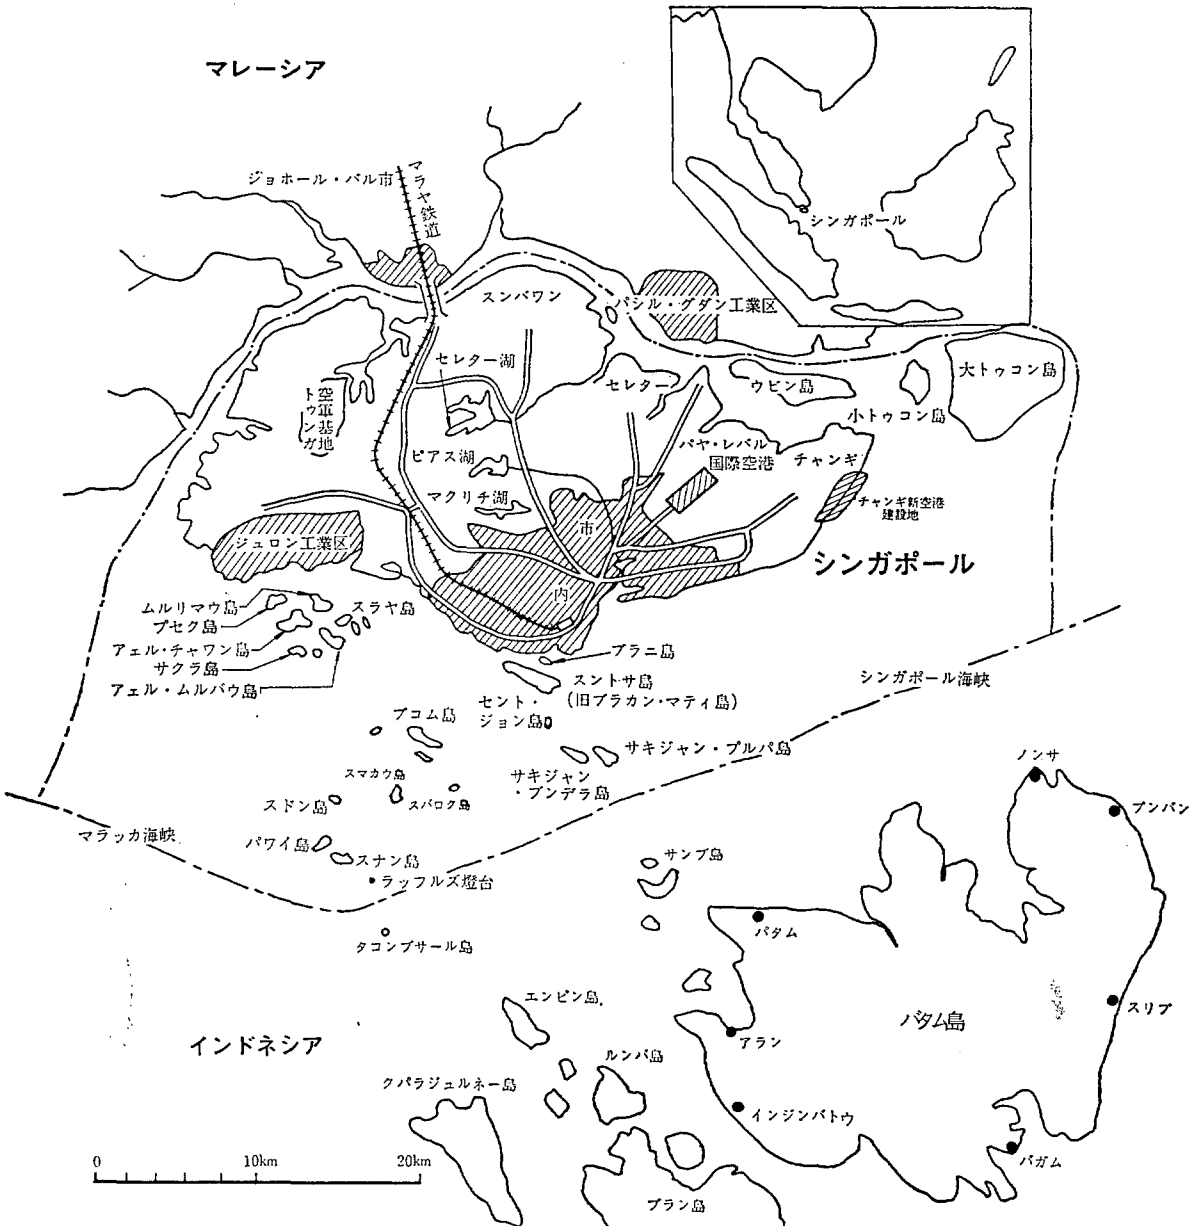 マレーシア
ジョホール・バル市
マラヤ鉄道
シンガポール
スンバワン
パシル・グダン工業区
セレター湖
セレター
ウビン島
大トゥコン島
小トゥコン島
空軍基地
トゥンガ
ピアス湖
マクリチ湖
パヤ・レバル
国際空港
チャンギ
チャンギ新空港
建設地
市
内
ジュロン工業区
シンガポール
ムルリマウ島
プセク島
スラヤ島
アェル・チャワン島
サクラ島
アェル・ムルバウ島
ブラニ島
スントサ島
(旧ブラカン・マティ島)
シンガポール海峡
セント・
ジョン島
ブコム島
サキジャン・プルパ島
スマカウ島
サキジャン
・ブンデラ島
スドン島
スバロク島
マラッカ海峡
パワイ島
スナン島
ラッフルズ燈台
サンブ島
ノンサ
ブンバン
タコンブサール島
バタム
エンピン島
バタム島
スリブ
インドネシア
アラン
ルンバ島
クパラジュルネー島
インジンバトウ
バガム
ブラン島
0 10km 20km